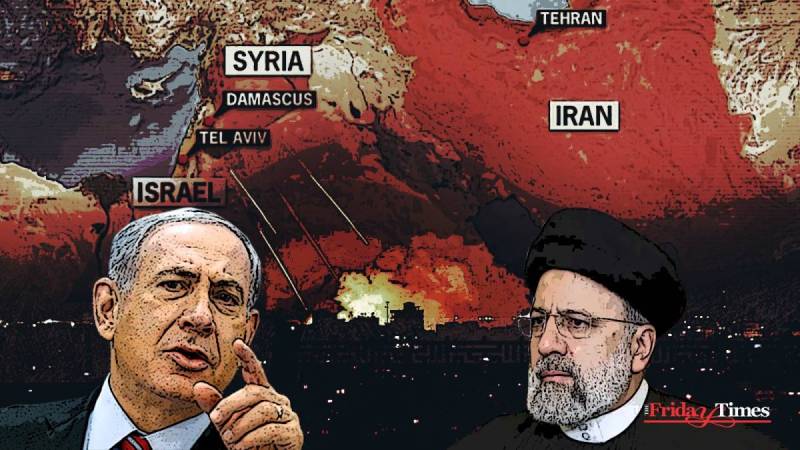 TEHRAN
SYRIA
DAMASCUS
IRAN
TEL AVIV
ISRAEL
THE Friday Times